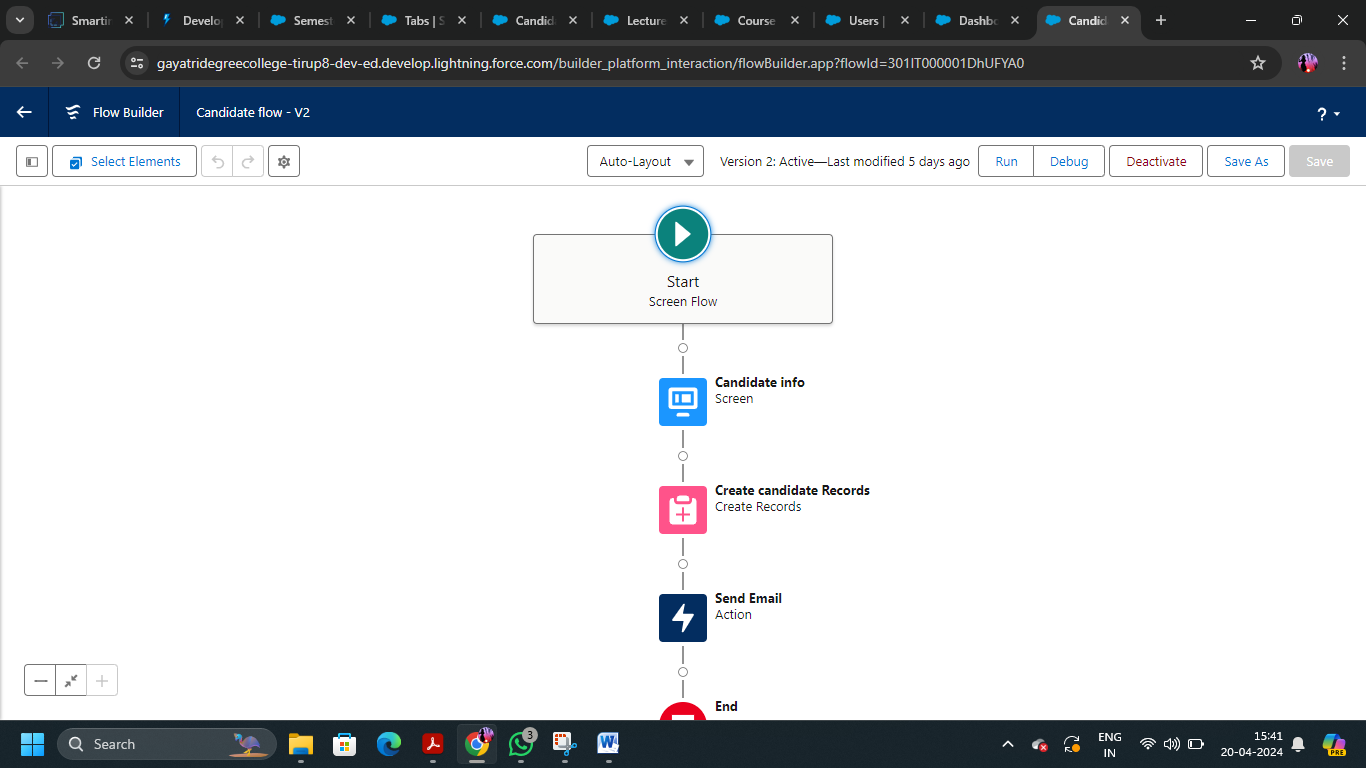 Smartin
Develo
Semest
Tabs | S
Candid
Lecture
Course
Users |
Dashbo
Candid
gayatridegreecollege-tirup8-dev-ed.develop.lightning.force.com/builder_platform_interaction/flowBuilder.app?flowId=301IT000001DhUFYA0
Flow Builder
Candidate flow - V2
?
Select Elements
Auto-Layout
Version 2: Active—Last modified 5 days ago
Run
Debug
Deactivate
Save As
Save
Start
Screen Flow
Candidate info
Screen
Create candidate Records
Create Records
Send Email
Action
End
Search
3
ENG
IN
15:41
20-04-2024
PRE